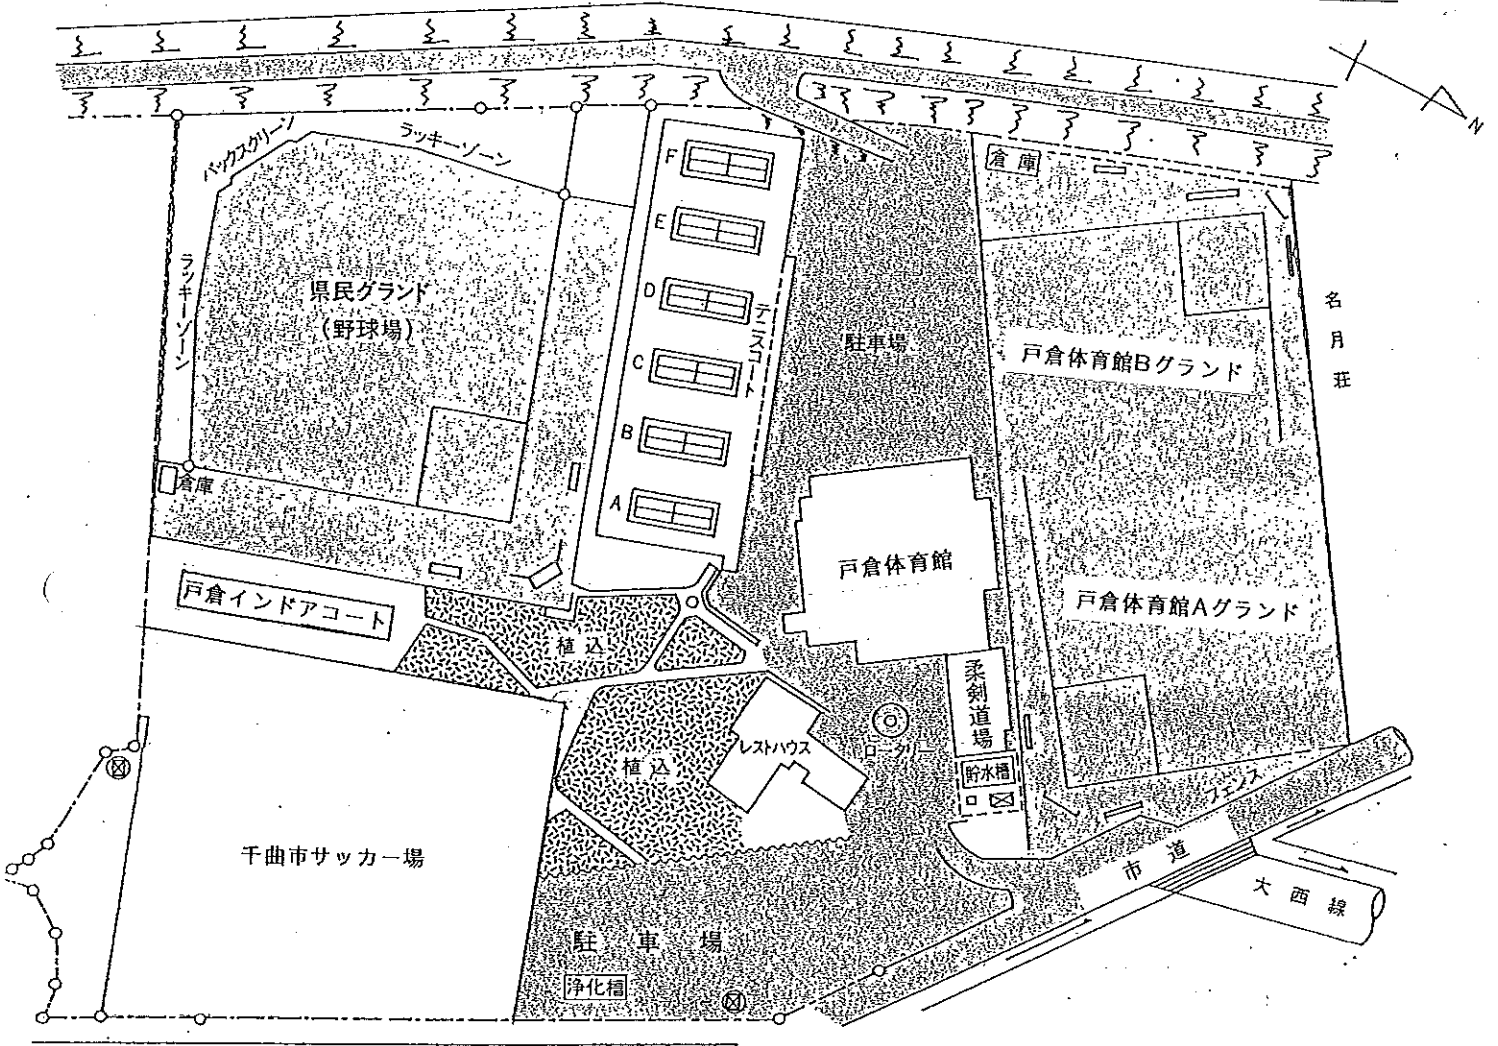 N
バックスクリーン
ラッキーゾーン
F
倉庫
E
ラッキーゾーン
県民グランド
(野球場)
D
テニスコート
駐車場
名月荘
戸倉体育館Bグランド
C
B
倉庫
A
戸倉体育館
戸倉インドアコート
植込
戸倉体育館Aグランド
柔剣道場
ロータリー
レストハウス
植込
貯水槽
フェンス
千曲市サッカー場
市道
大西線
駐車場
浄化槽